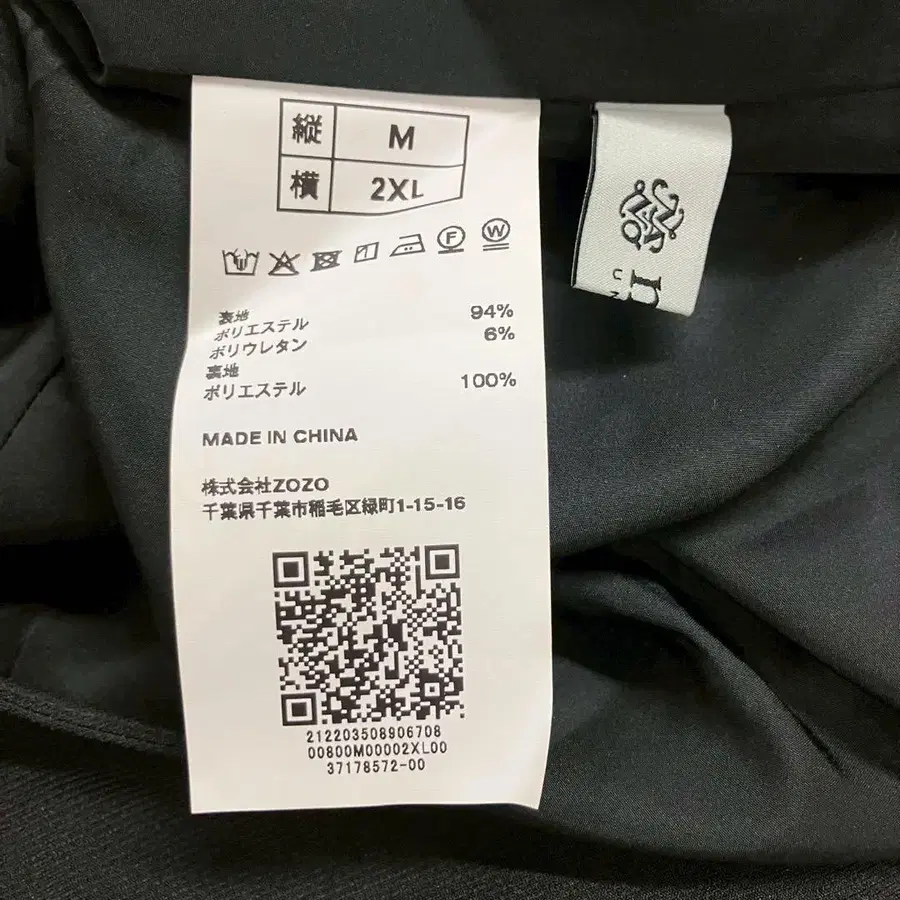 縦 M
横 2XL
F W
表地
ポリエステル 94%
ポリウレタン 6%
裏地
ポリエステル 100%
MADE IN CHINA
株式会社ZOZO
千葉県千葉市稲毛区緑町1-15-16
212203508906708
00800M00002XL00
37178572-00
n
UN